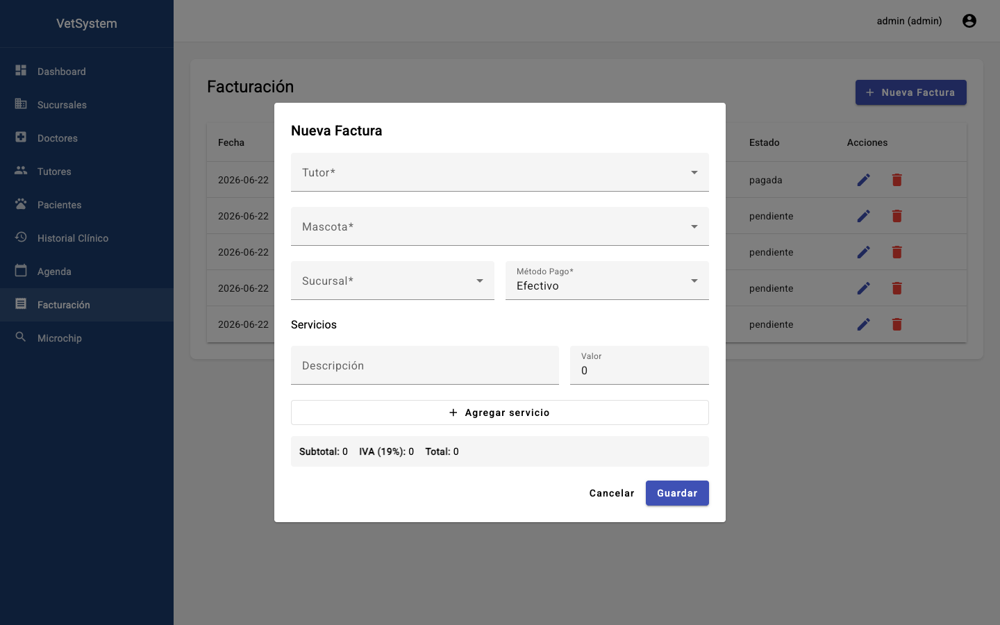 VetSystem
admin (admin)
Dashboard
Sucursales
Doctores
Tutores
Pacientes
Historial Clínico
Agenda
Facturación
Microchip
Facturación
+ Nueva Factura
Fecha Estado Acciones
2026-06-22 pagada
2026-06-22 pendiente
2026-06-22 pendiente
2026-06-22 pendiente
2026-06-22 pendiente
Nueva Factura
Tutor*
Mascota*
Sucursal*
Método Pago*
Efectivo
Servicios
Descripción
Valor
0
+ Agregar servicio
Subtotal: 0 IVA (19%): 0 Total: 0
Cancelar Guardar